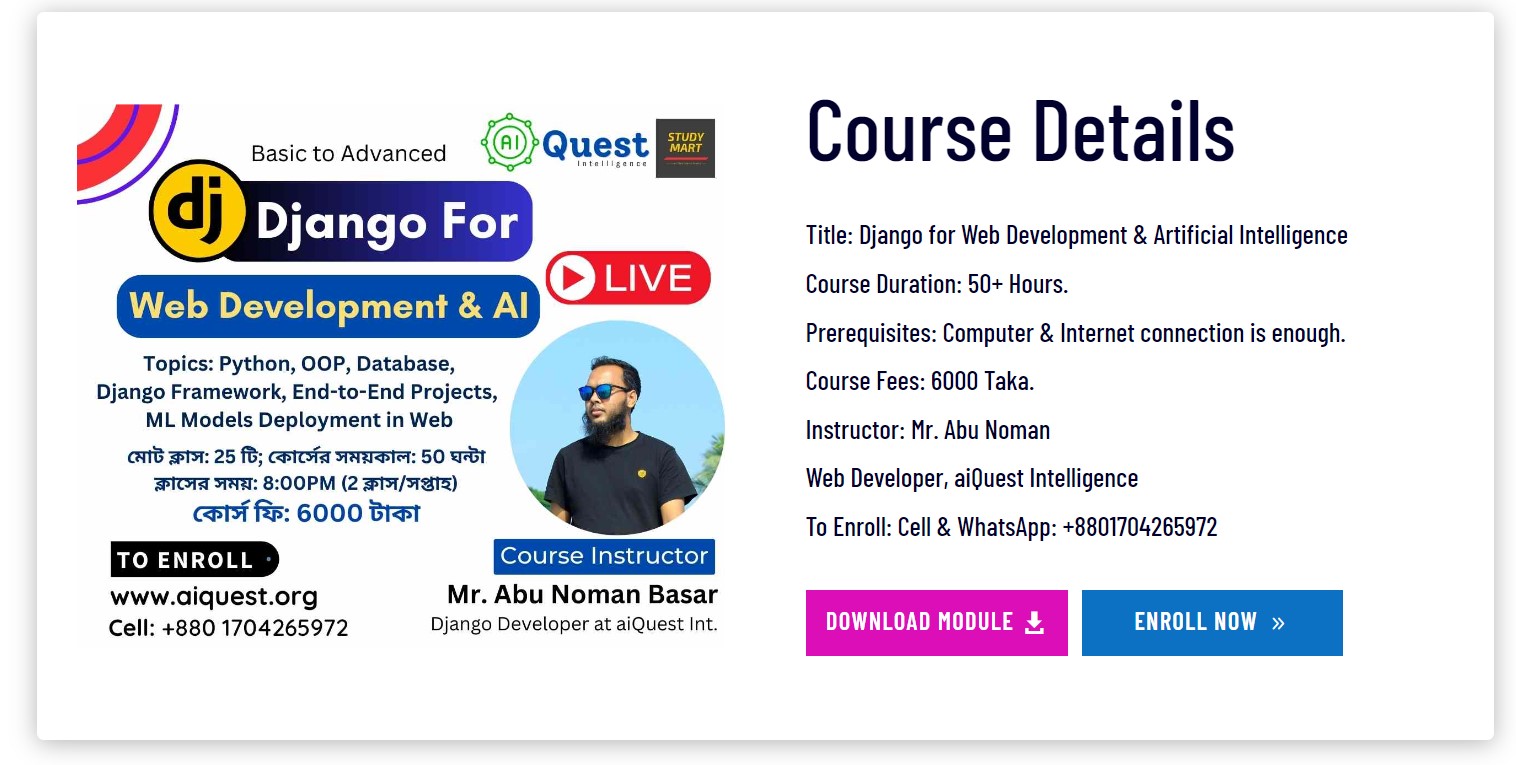 Basic to Advanced
AI Quest
Intelligence
STUDY
MART
dj
Django For
Web Development & AI
LIVE
Topics: Python, OOP, Database,
Django Framework, End-to-End Projects,
ML Models Deployment in Web
মোট ক্লাস: 25 টি; কোর্সের সময়কাল: 50 ঘন্টা
ক্লাসের সময়: 8:00PM (2 ক্লাস/সপ্তাহ)
কোর্স ফি: 6000 টাকা
TO ENROLL
www.aiquest.org
Cell: +880 1704265972
Course Instructor
Mr. Abu Noman Basar
Django Developer at aiQuest Int.
Course Details
Title: Django for Web Development & Artificial Intelligence
Course Duration: 50+ Hours.
Prerequisites: Computer & Internet connection is enough.
Course Fees: 6000 Taka.
Instructor: Mr. Abu Noman
Web Developer, aiQuest Intelligence
To Enroll: Cell & WhatsApp: +8801704265972
DOWNLOAD MODULE
ENROLL NOW »